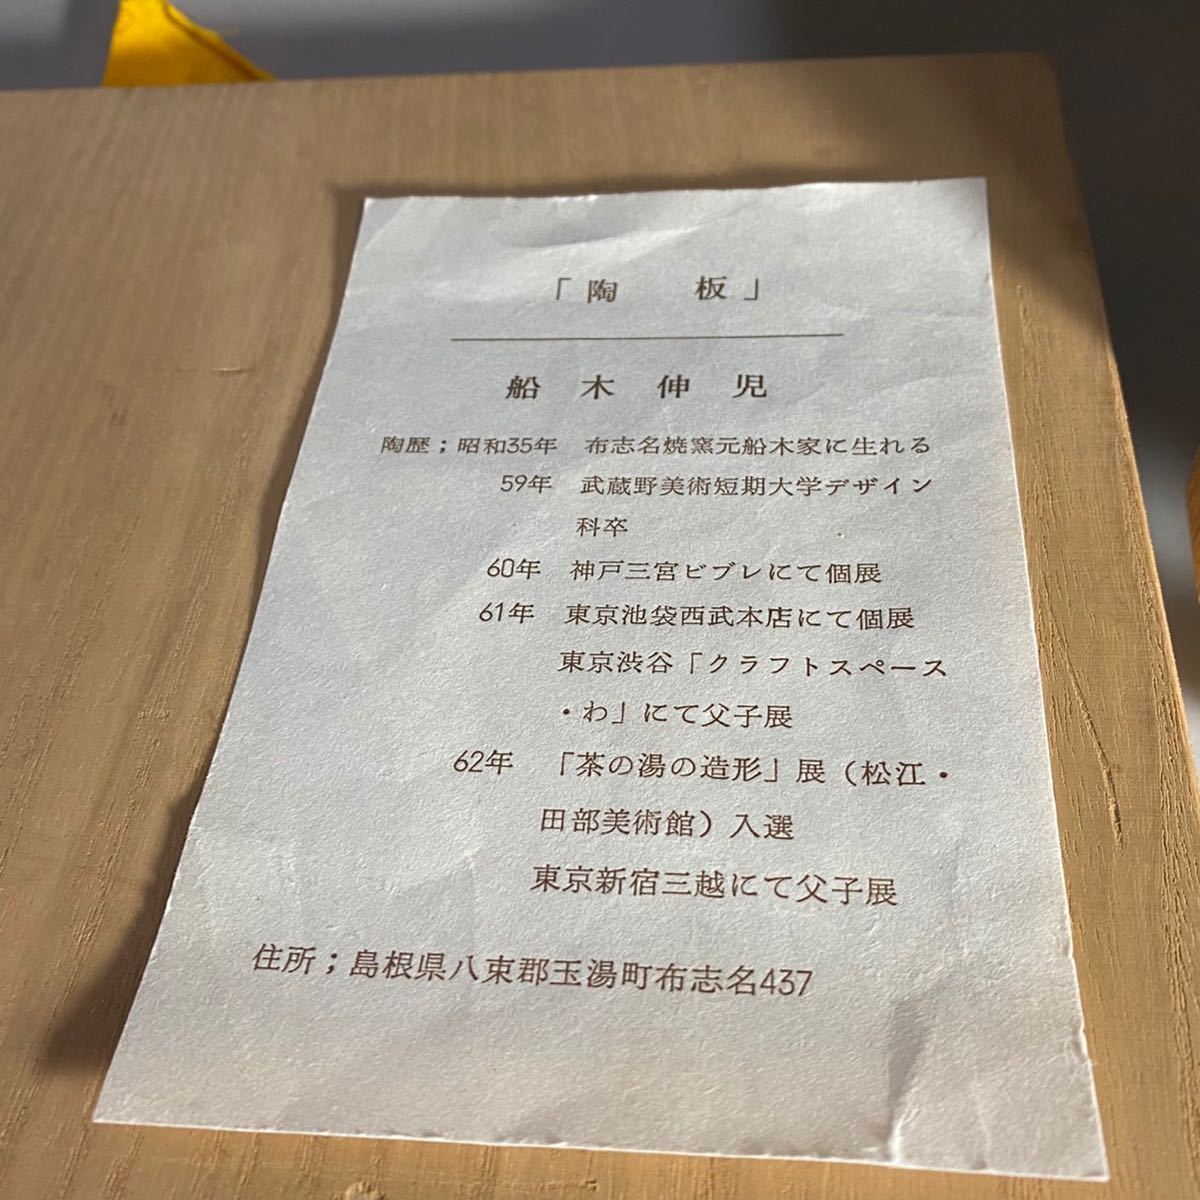 「陶　　板」
船　木　伸　児
陶歴；昭和35年　布志名焼窯元船木家に生れる
59年　武蔵野美術短期大学デザイン
科卒
60年　神戸三宮ビブレにて個展
61年　東京池袋西武本店にて個展
東京渋谷「クラフトスペース
・わ」にて父子展
62年　「茶の湯の造形」展（松江・
田部美術館）入選
東京新宿三越にて父子展
住所；島根県八束郡玉湯町布志名437